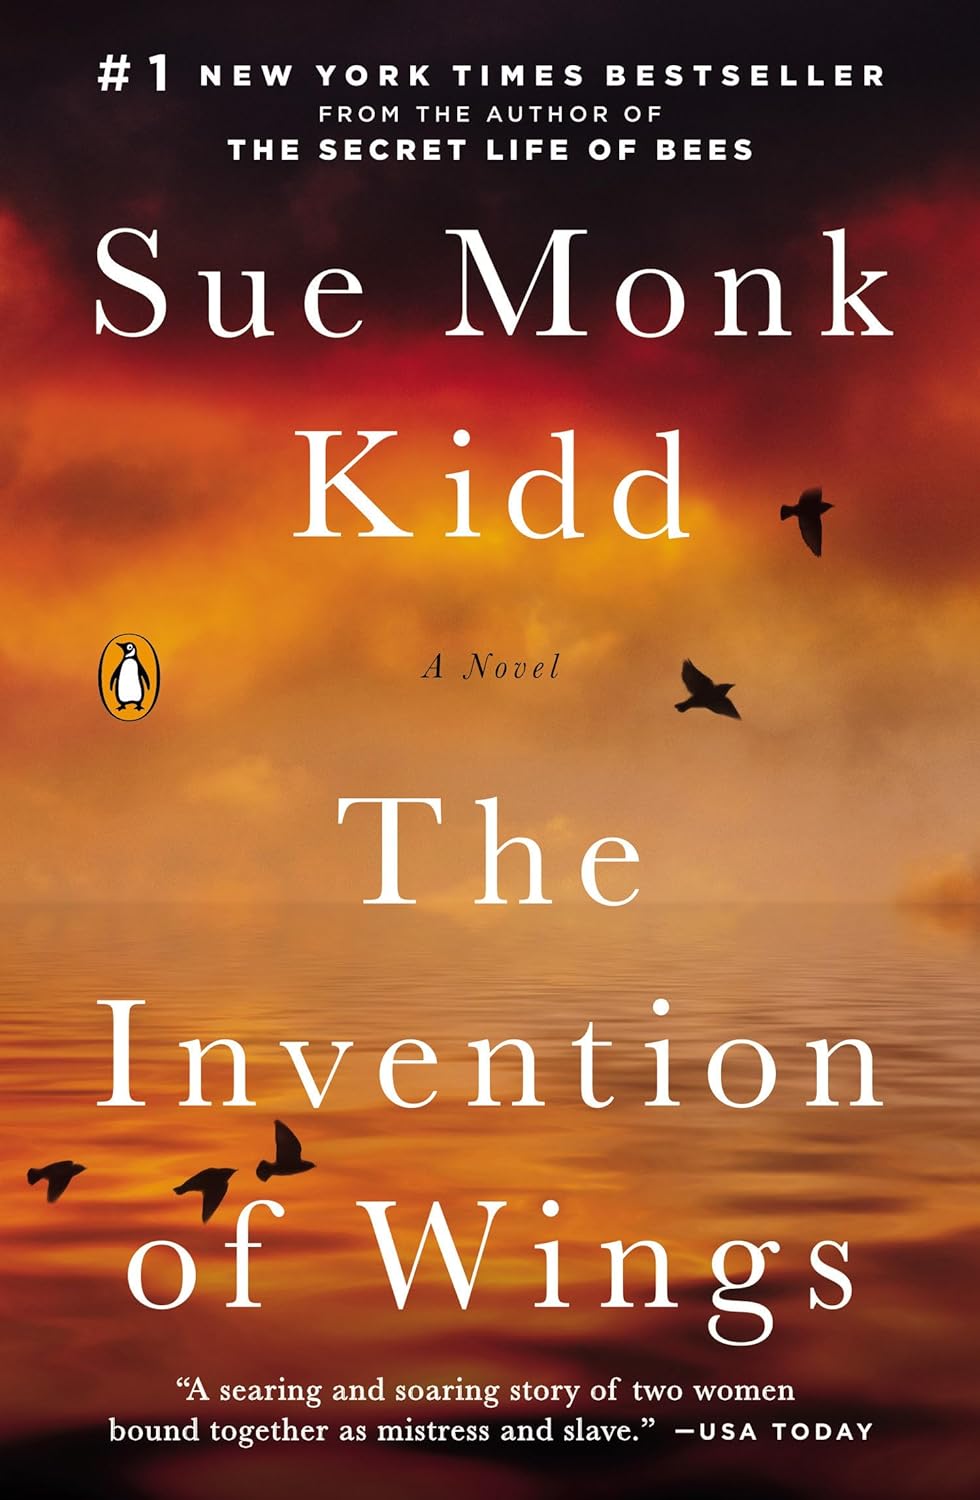 #1 NEW YORK TIMES BESTSELLER
FROM THE AUTHOR OF
THE SECRET LIFE OF BEES
Sue Monk
Kidd
A Novel
The
Invention
of Wings
“A searing and soaring story of two women
bound together as mistress and slave.” —USA TODAY